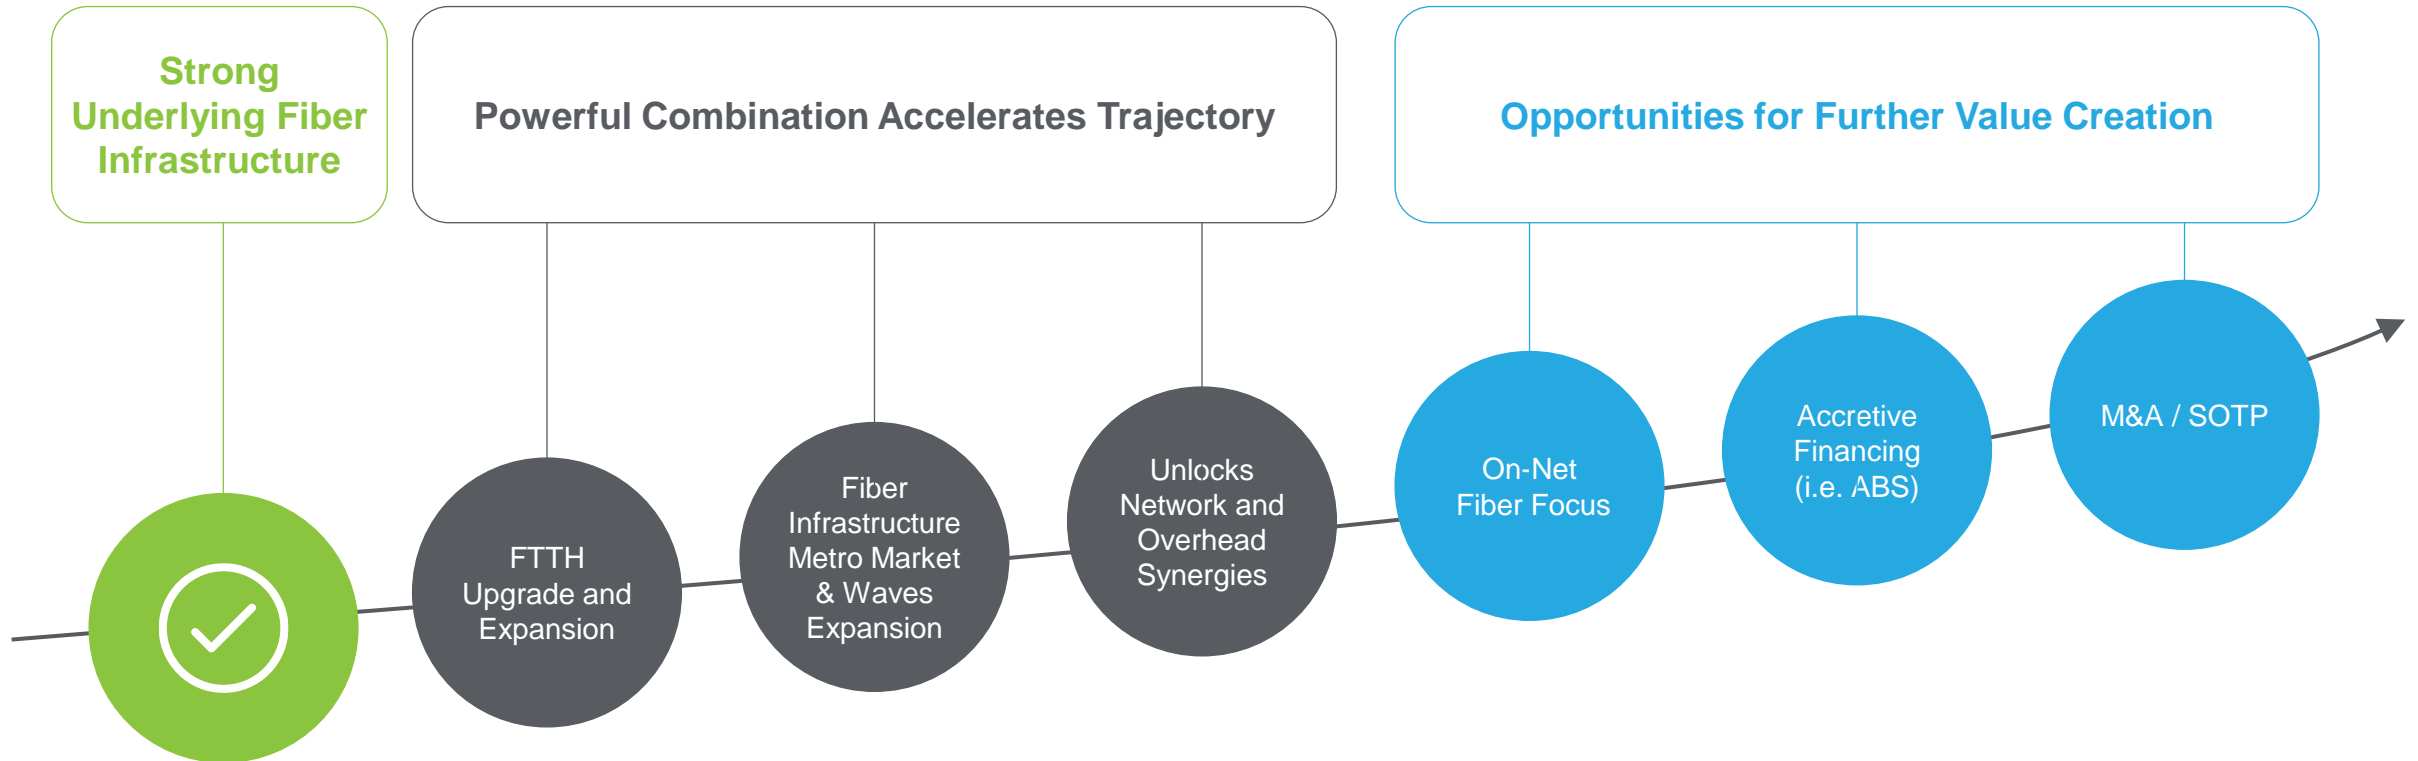 Strong
Underlying Fiber
Infrastructure
Powerful Combination Accelerates Trajectory
Opportunities for Further Value Creation
FTTH
Upgrade and
Expansion
Fiber
Infrastructure
Metro Market
& Waves
Expansion
Unlocks
Network and
Overhead
Synergies
On-Net
Fiber Focus
Accretive
Financing
(i.e. ABS)
M&A / SOTP